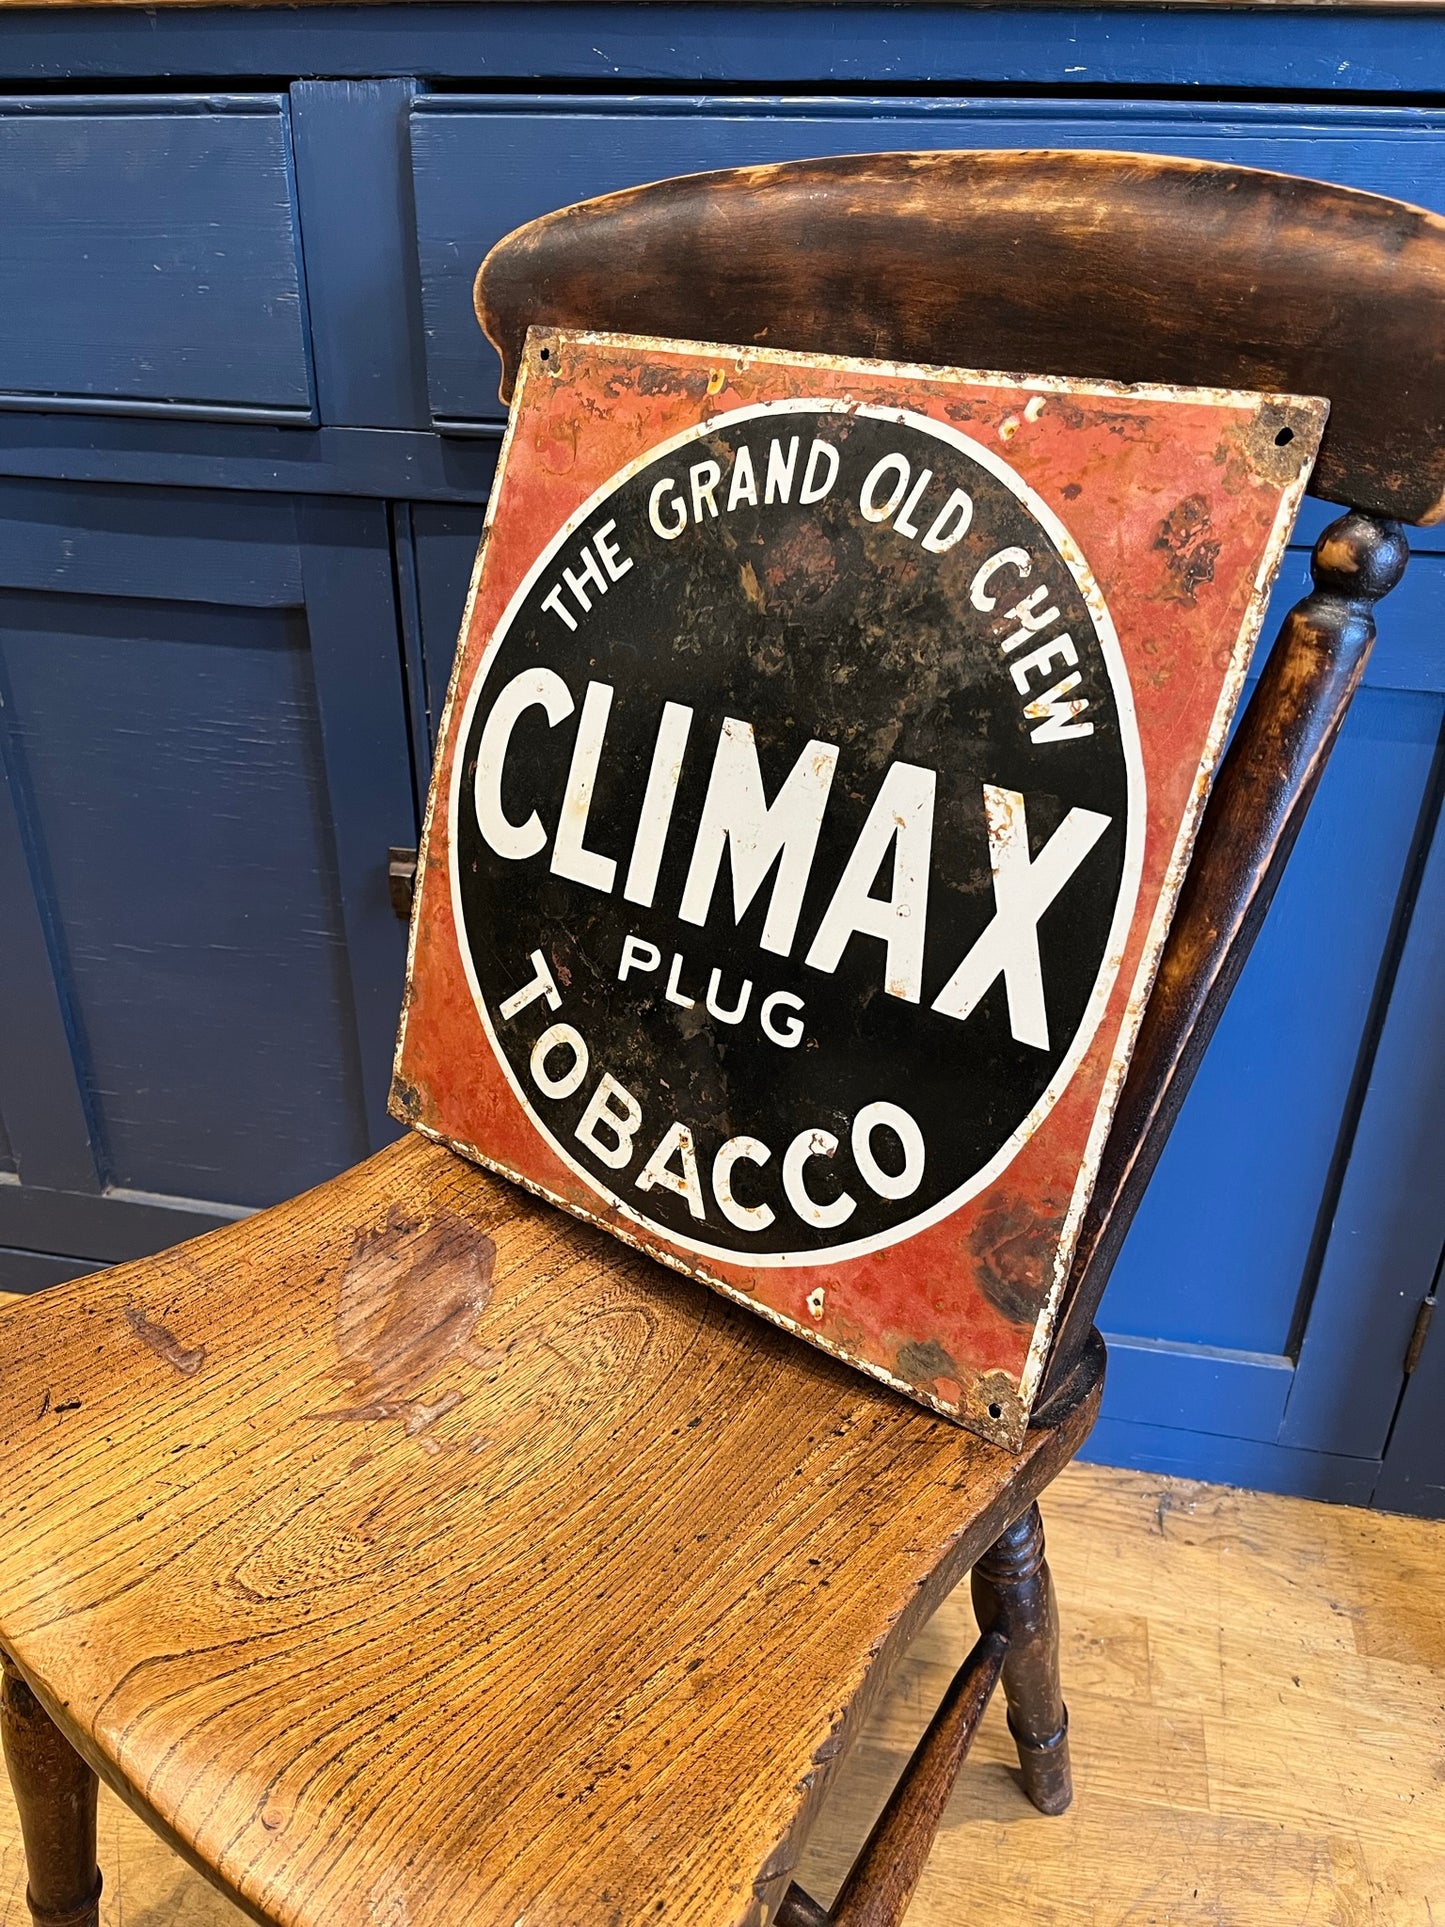 THE GRAND OLD CHEW
CLIMAX
PLUG
TOBACCO